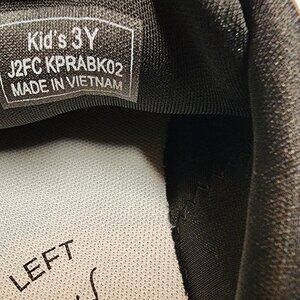 Kid's 3Y
J2FC KPRABK02
MADE IN VIETNAM
LEFT